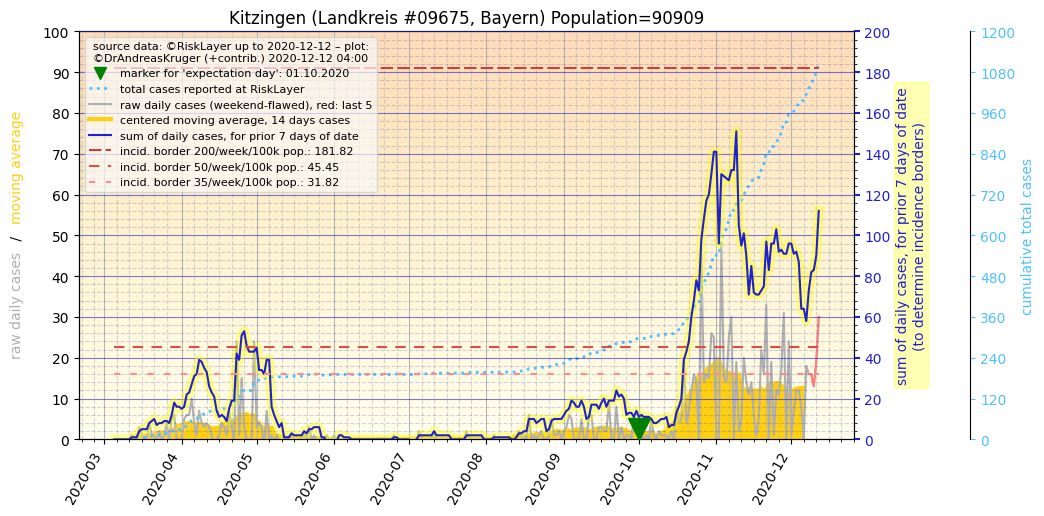 Kitzingen (Landkreis #09675, Bayern) Population=90909
source data: ©RiskLayer up to 2020-12-12 – plot:
©DrAndreasKruger (+contrib.) 2020-12-12 04:00
marker for 'expectation day': 01.10.2020
total cases reported at RiskLayer
raw daily cases (weekend-flawed), red: last 5
centered moving average, 14 days cases
sum of daily cases, for prior 7 days of date
incid. border 200/week/100k pop.: 181.82
incid. border 50/week/100k pop.: 45.45
incid. border 35/week/100k pop.: 31.82
raw daily cases / moving average
100
90
80
70
60
50
40
30
20
10
0
2020-03
2020-04
2020-05
2020-06
2020-07
2020-08
2020-09
2020-10
2020-11
2020-12
200
180
160
140
120
100
80
60
40
20
0
sum of daily cases, for prior 7 days of date
(to determine incidence borders)
1200
1080
960
840
720
600
480
360
240
120
0
cumulative total cases